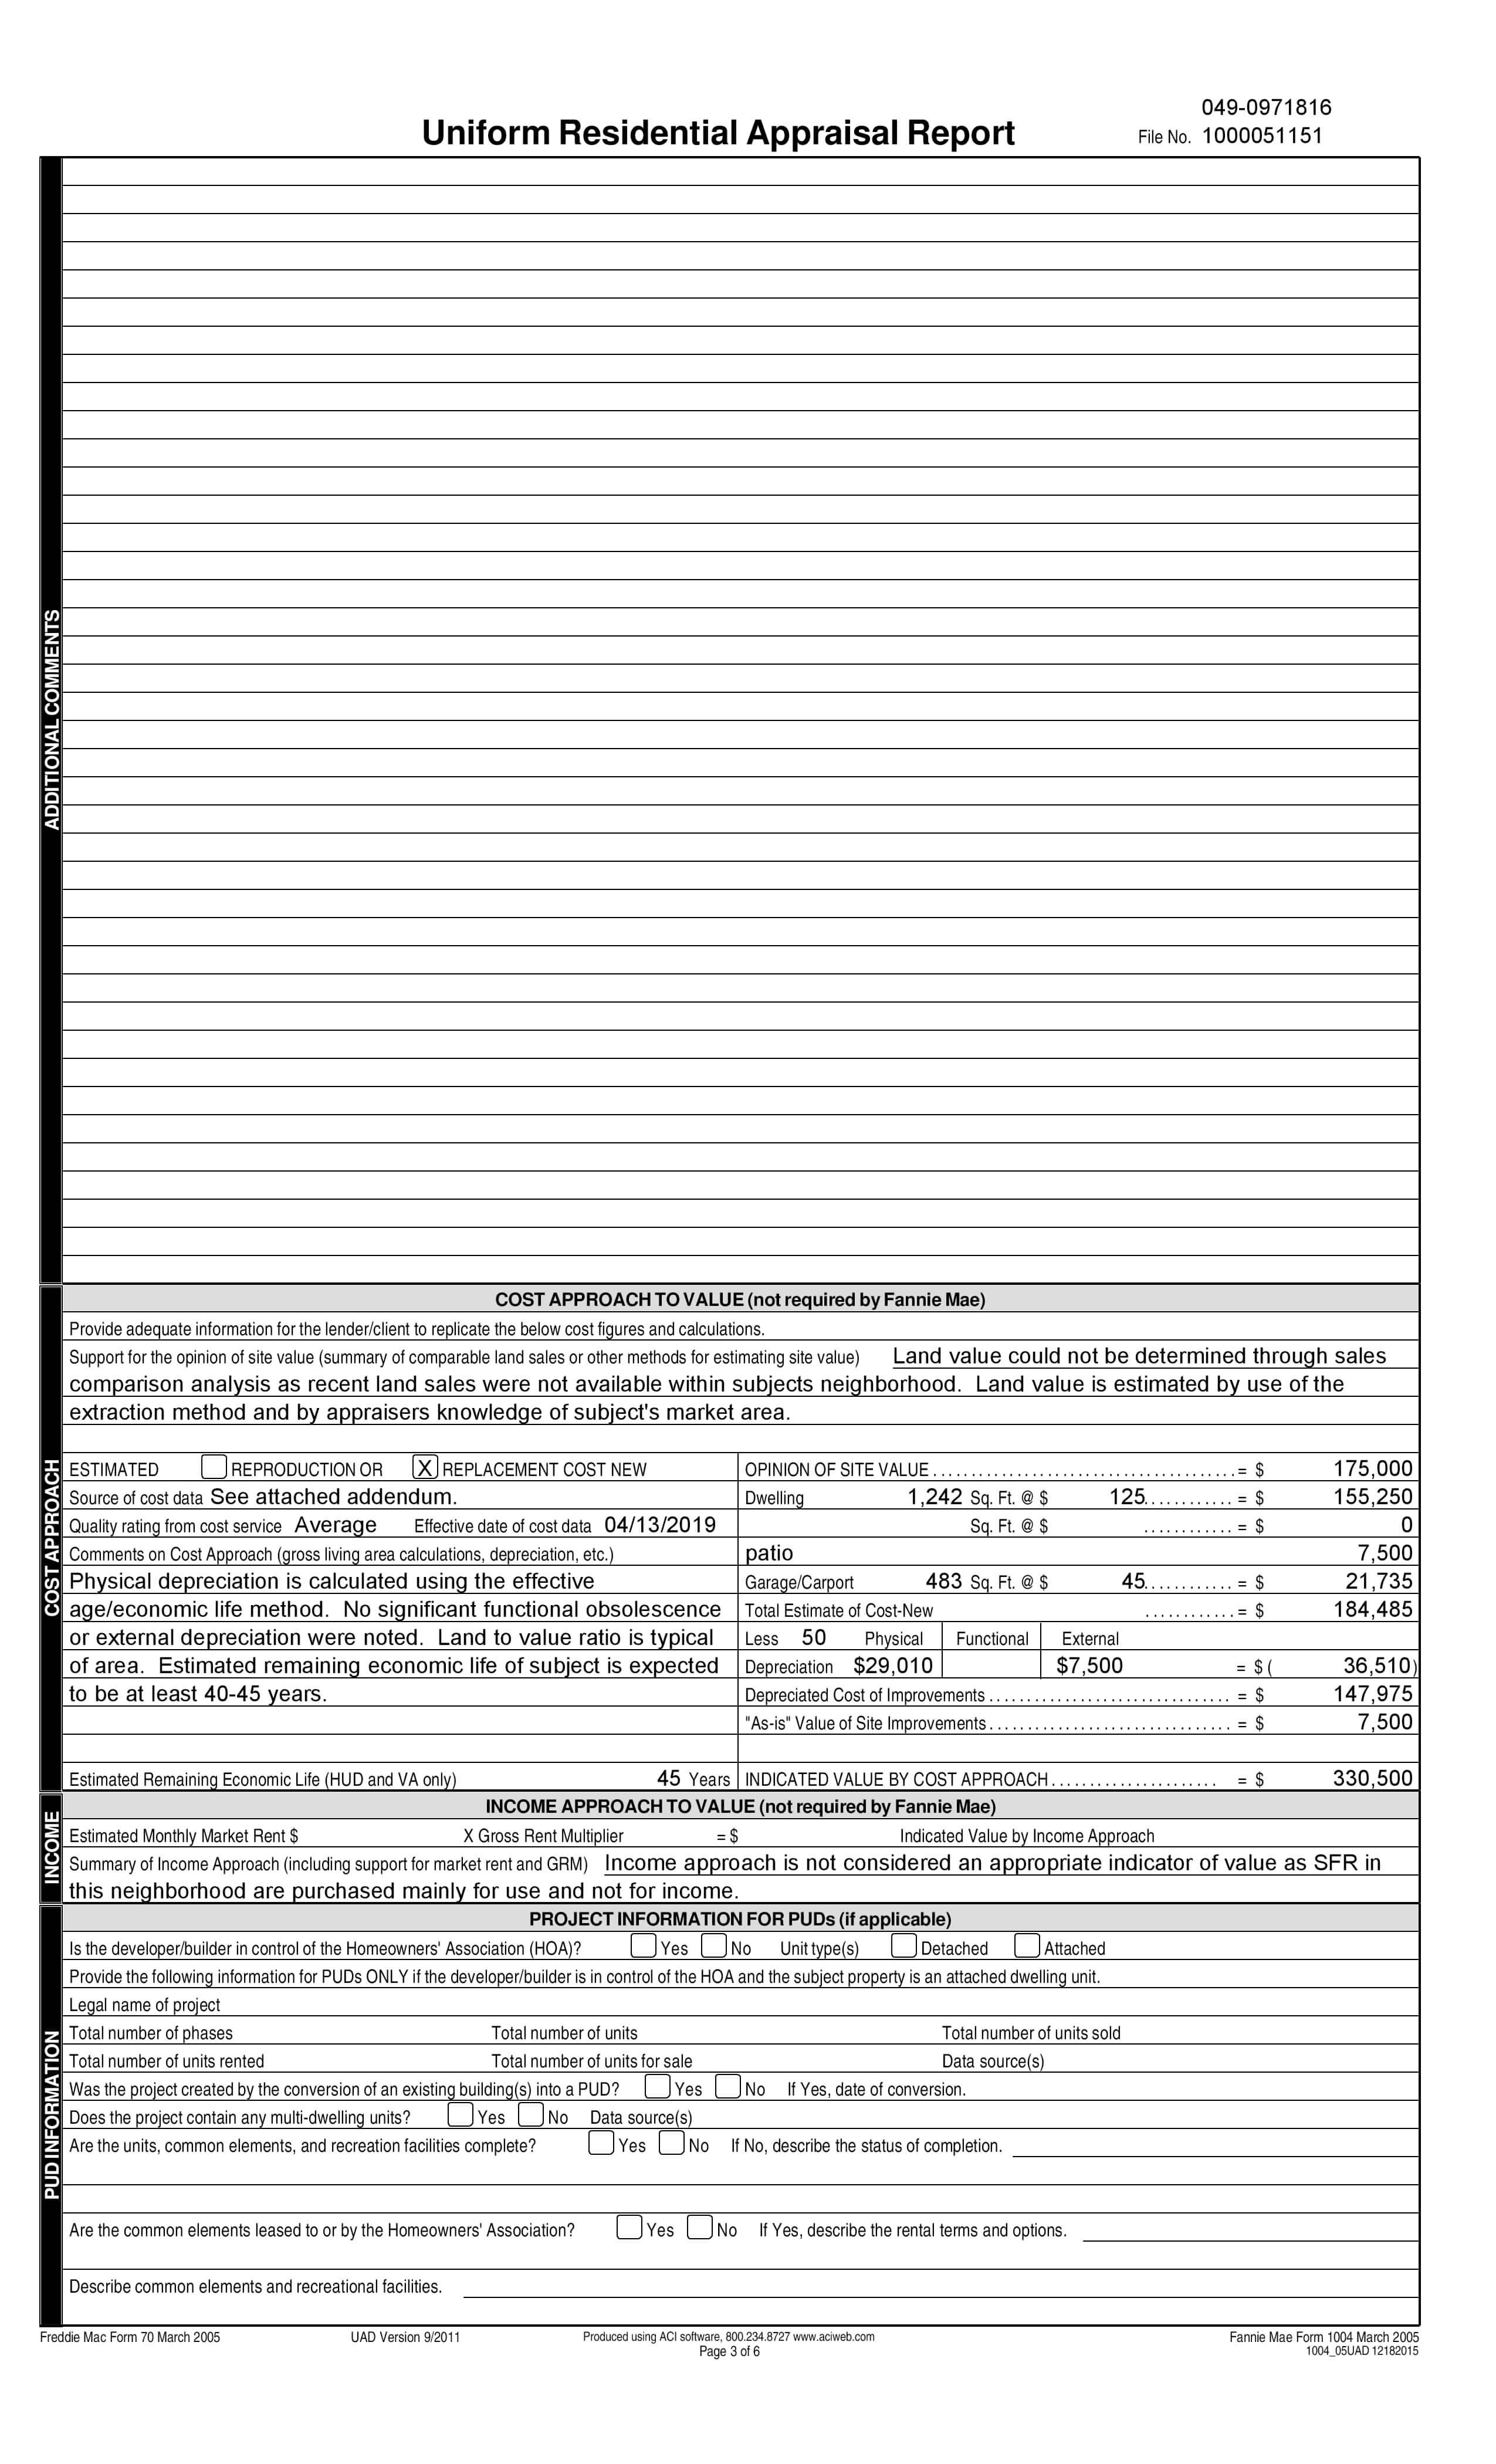 049-0971816
Uniform Residential Appraisal Report File No. 1000051151
ADDITIONAL COMMENTS
COST APPROACH
COST APPROACH TO VALUE (not required by Fannie Mae)
Provide adequate information for the lender/client to replicate the below cost figures and calculations.
Support for the opinion of site value (summary of comparable land sales or other methods for estimating site value) Land value could not be determined through sales
comparison analysis as recent land sales were not available within subjects neighborhood. Land value is estimated by use of the
extraction method and by appraisers knowledge of subject's market area.
ESTIMATED REPRODUCTION OR X REPLACEMENT COST NEW OPINION OF SITE VALUE ........................................ = $ 175,000
Source of cost data See attached addendum. Dwelling 1,242 Sq. Ft. @ $ 125............ = $ 155,250
Quality rating from cost service Average Effective date of cost data 04/13/2019 Sq. Ft. @ $ ............ = $ 0
Comments on Cost Approach (gross living area calculations, depreciation, etc.) patio 7,500
Physical depreciation is calculated using the effective Garage/Carport 483 Sq. Ft. @ $ 45............ = $ 21,735
age/economic life method. No significant functional obsolescence Total Estimate of Cost-New ............ = $ 184,485
or external depreciation were noted. Land to value ratio is typical Less 50 Physical Functional External
of area. Estimated remaining economic life of subject is expected Depreciation $29,010 $7,500 = $ ( 36,510)
to be at least 40-45 years. Depreciated Cost of Improvements ................................ = $ 147,975
"As-is" Value of Site Improvements ................................ = $ 7,500
Estimated Remaining Economic Life (HUD and VA only) 45 Years INDICATED VALUE BY COST APPROACH ...................... = $ 330,500
INCOME
INCOME APPROACH TO VALUE (not required by Fannie Mae)
Estimated Monthly Market Rent $ X Gross Rent Multiplier = $ Indicated Value by Income Approach
Summary of Income Approach (including support for market rent and GRM) Income approach is not considered an appropriate indicator of value as SFR in
this neighborhood are purchased mainly for use and not for income.
PUD INFORMATION
PROJECT INFORMATION FOR PUDs (if applicable)
Is the developer/builder in control of the Homeowners' Association (HOA)? Yes No Unit type(s) Detached Attached
Provide the following information for PUDs ONLY if the developer/builder is in control of the HOA and the subject property is an attached dwelling unit.
Legal name of project
Total number of phases Total number of units Total number of units sold
Total number of units rented Total number of units for sale Data source(s)
Was the project created by the conversion of an existing building(s) into a PUD? Yes No If Yes, date of conversion.
Does the project contain any multi-dwelling units? Yes No Data source(s)
Are the units, common elements, and recreation facilities complete? Yes No If No, describe the status of completion.
Are the common elements leased to or by the Homeowners' Association? Yes No If Yes, describe the rental terms and options.
Describe common elements and recreational facilities.
Freddie Mac Form 70 March 2005 UAD Version 9/2011 Produced using ACI software, 800.234.8727 www.aciweb.com Fannie Mae Form 1004 March 2005
Page 3 of 6 1004_05UAD 12182015